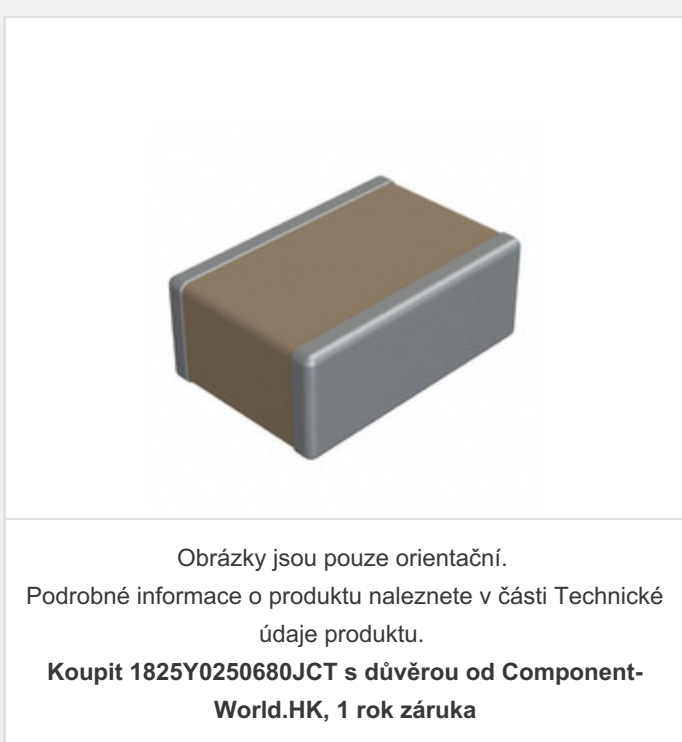 Obrázky jsou pouze orientační.
Podrobné informace o produktu naleznete v části Technické
údaje produktu.
Koupit 1825Y0250680JCT s důvěrou od Component-
World.HK, 1 rok záruka